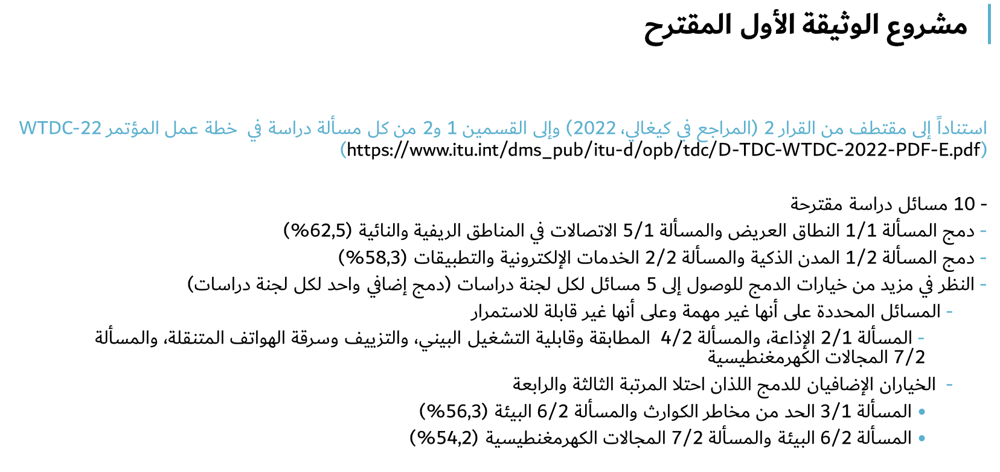 مشروع الوثيقة الأول المقترح
استناداً إلى مقتطف من القرار 2 (المراجع في كيغالي، 2022) وإلى القسمين 1 و2 من كل مسألة دراسة في خطة عمل المؤتمر WTDC-22
(https://www.itu.int/dms_pub/itu-d/opb/tdc/D-TDC-WTDC-2022-PDF-E.pdf)
- 10 مسائل دراسة مقترحة
- دمج المسألة 1/1 النطاق العريض والمسألة 5/1 الاتصالات في المناطق الريفية والنائية (62,5%)
- دمج المسألة 1/2 المدن الذكية والمسألة 2/2 الخدمات الإلكترونية والتطبيقات (58,3%)
- النظر في مزيد من خيارات الدمج للوصول إلى 5 مسائل لكل لجنة دراسات (دمج إضافي واحد لكل لجنة دراسات)
- المسائل المحددة على أنها غير مهمة وعلى أنها غير قابلة للاستمرار
- المسألة 2/1 الإذاعة، والمسألة 4/2 المطابقة وقابلية التشغيل البيني، والتزييف وسرقة الهواتف المتنقلة، والمسألة
7/2 المجالات الكهرمغنطيسية
- الخياران الإضافيان للدمج اللذان احتلا المرتبة الثالثة والرابعة
• المسألة 3/1 الحد من مخاطر الكوارث والمسألة 6/2 البيئة (56,3%)
• المسألة 6/2 البيئة والمسألة 7/2 المجالات الكهرمغنطيسية (54,2%)